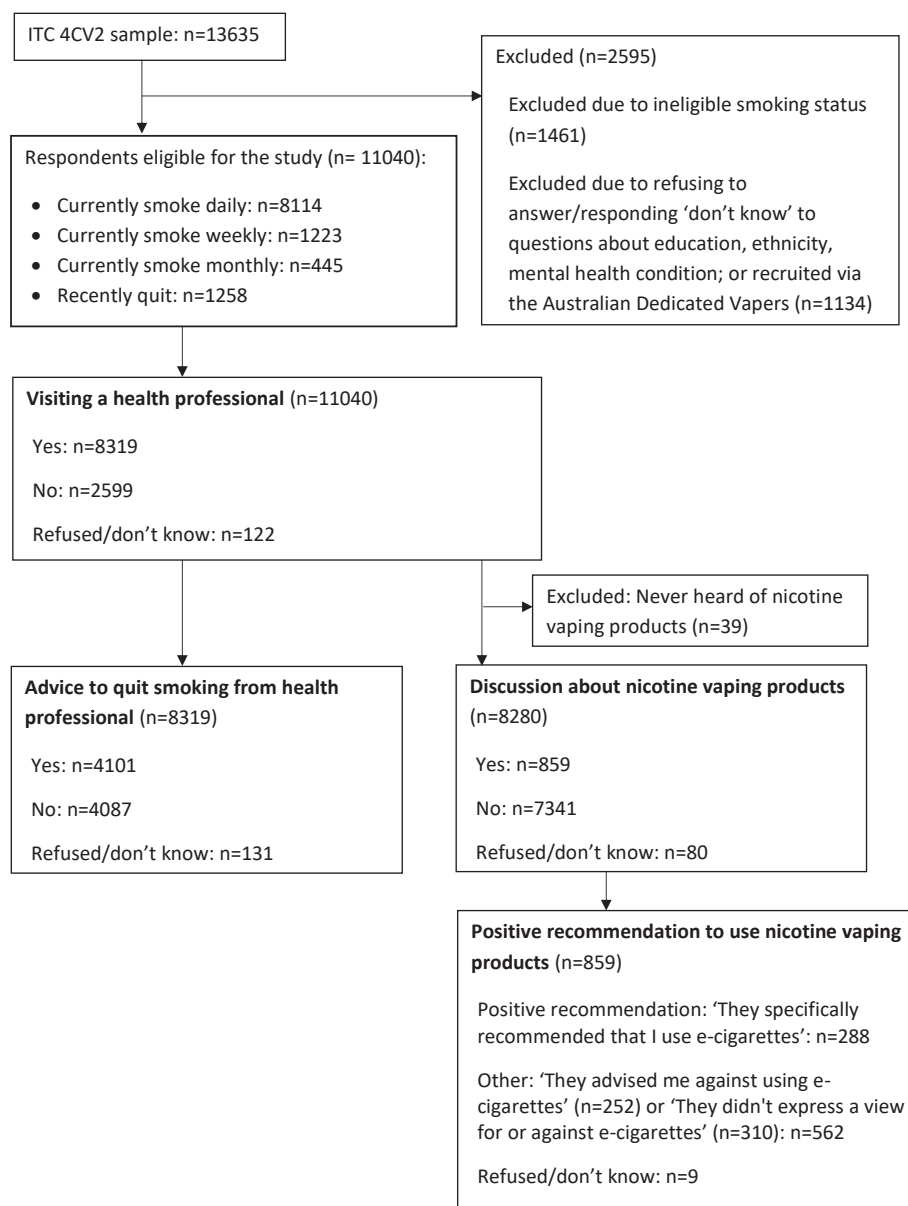 ITC 4CV2 sample: n=13635
Excluded (n=2595)
Excluded due to ineligible smoking status
(n=1461)
Excluded due to refusing to
answer/responding ‘don’t know’ to
questions about education, ethnicity,
mental health condition; or recruited via
the Australian Dedicated Vapers (n=1134)
Respondents eligible for the study (n= 11040):
• Currently smoke daily: n=8114
• Currently smoke weekly: n=1223
• Currently smoke monthly: n=445
• Recently quit: n=1258
Visiting a health professional (n=11040)
Yes: n=8319
No: n=2599
Refused/don’t know: n=122
Excluded: Never heard of nicotine
vaping products (n=39)
Advice to quit smoking from health
professional (n=8319)
Yes: n=4101
No: n=4087
Refused/don’t know: n=131
Discussion about nicotine vaping products
(n=8280)
Yes: n=859
No: n=7341
Refused/don’t know: n=80
Positive recommendation to use nicotine vaping
products (n=859)
Positive recommendation: ‘They specifically
recommended that I use e-cigarettes’: n=288
Other: ‘They advised me against using e-
cigarettes’ (n=252) or ‘They didn't express a view
for or against e-cigarettes’ (n=310): n=562
Refused/don’t know: n=9